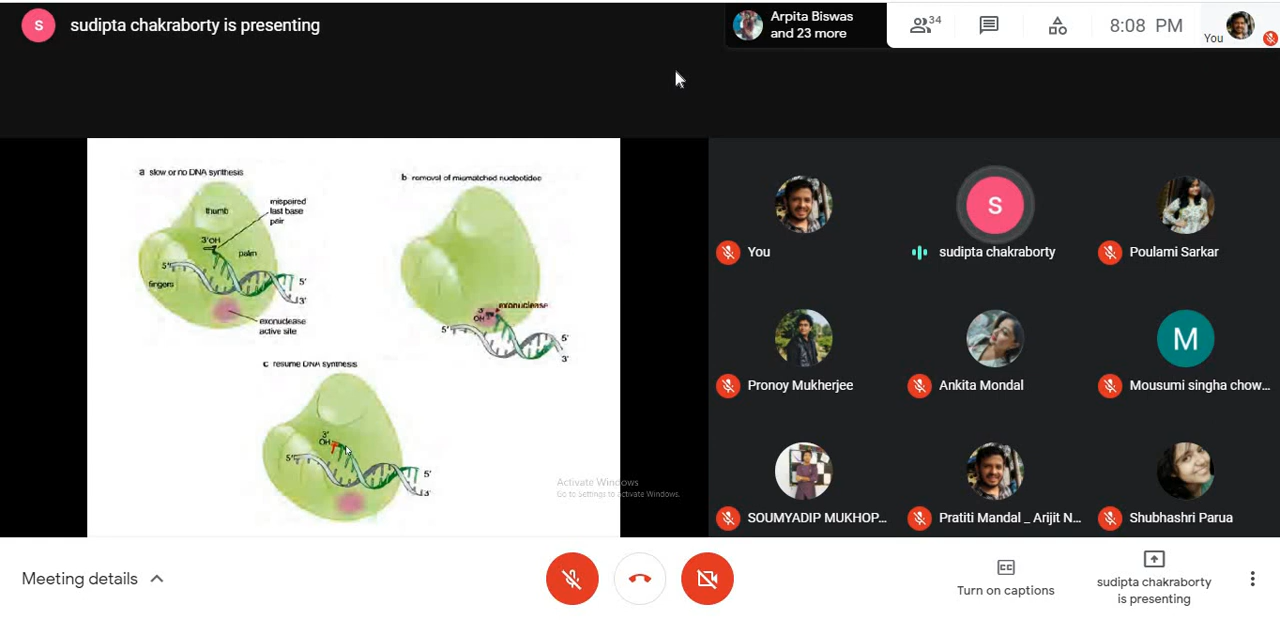 S
sudipta chakraborty is presenting
Arpita Biswas
and 23 more
34
8:08 PM
You
a slow or no DNA synthesis
thumb
mispaired
last base
pair
3'OH
palm
5'
fingers
5'
3'
exonuclease
active site
b removal of mismatched nucleotides
3'
OH
exonuclease
5'
5'
3'
c resume DNA synthesis
3'
OH
5'
5'
3'
Activate Windows
Go to Settings to activate Windows.
You
S
sudipta chakraborty
Poulami Sarkar
Pronoy Mukherjee
Ankita Mondal
M
Mousumi singha chow...
SOUMYADIP MUKHOP...
Pratiti Mandal _ Arijit N...
Shubhashri Parua
Meeting details
CC
Turn on captions
sudipta chakraborty
is presenting